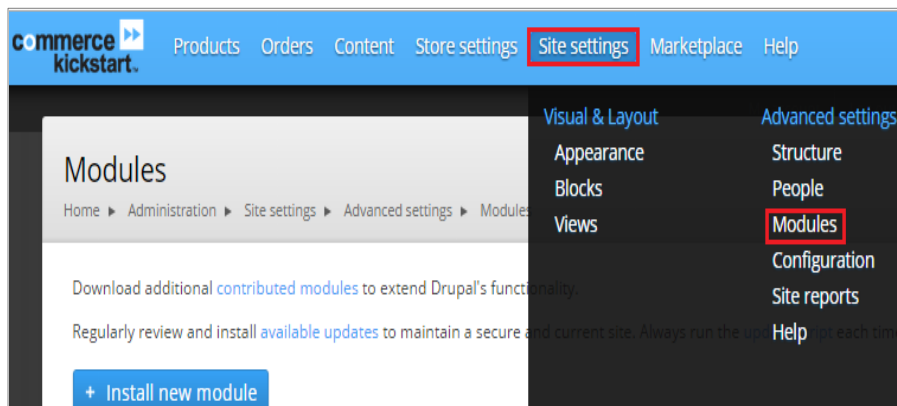 commerce kickstart™ Products Orders Content Store settings Site settings Marketplace Help
Visual & Layout
Appearance
Blocks
Views
Advanced settings
Structure
People
Modules
Configuration
Site reports
Help
Modules
Home ▶ Administration ▶ Site settings ▶ Advanced settings ▶ Modules
Download additional contributed modules to extend Drupal's functionality.
Regularly review and install available updates to maintain a secure and current site. Always run the each time
+ Install new module